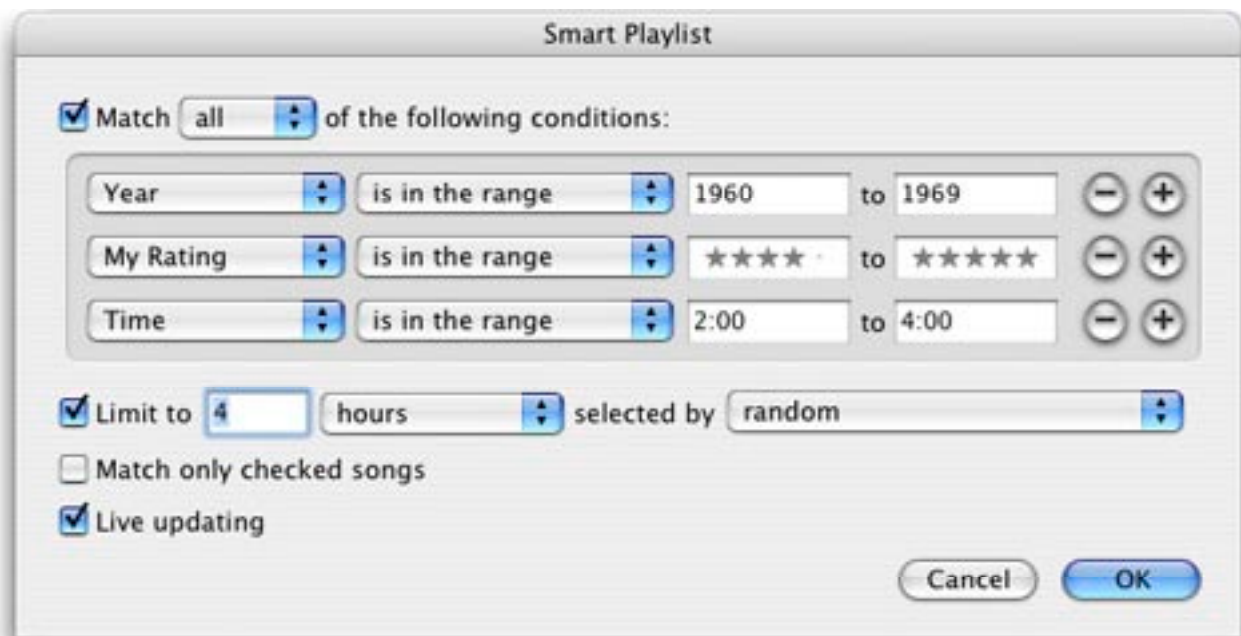 Smart Playlist
Match all of the following conditions:
Year is in the range 1960 to 1969
My Rating is in the range ★★★★· to ★★★★★
Time is in the range 2:00 to 4:00
Limit to 4 hours selected by random
Match only checked songs
Live updating
Cancel OK